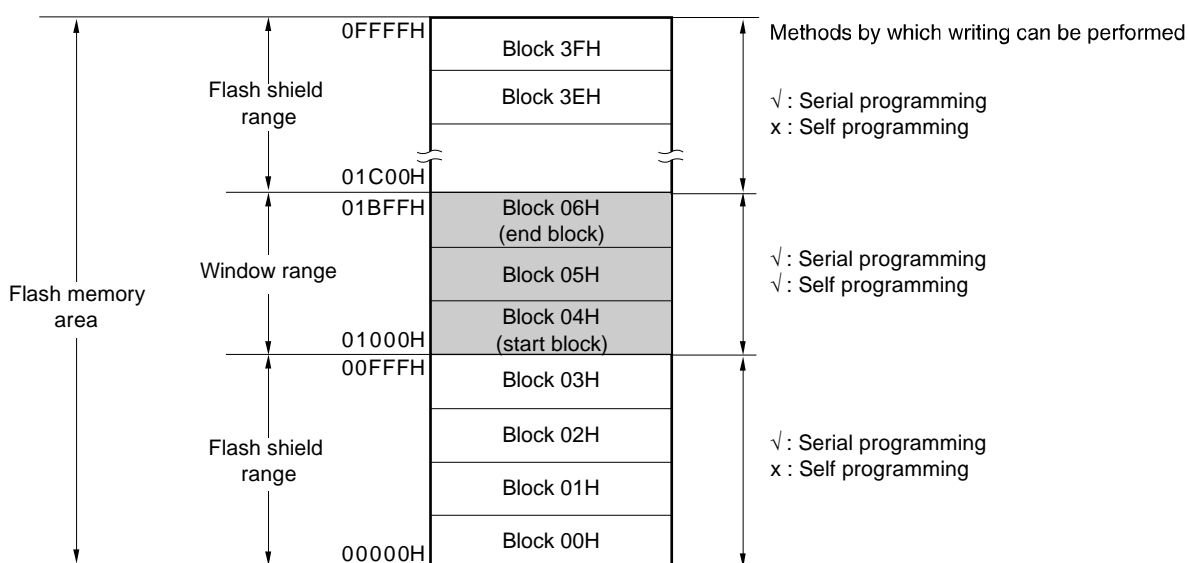 0FFFFH
Block 3FH
Methods by which writing can be performed
Flash shield
range
Block 3EH
√ : Serial programming
x : Self programming
01C00H
01BFFH
Block 06H
(end block)
Window range
Block 05H
√ : Serial programming
√ : Self programming
Flash memory
area
Block 04H
(start block)
01000H
00FFFH
Block 03H
Flash shield
range
Block 02H
√ : Serial programming
x : Self programming
Block 01H
Block 00H
00000H